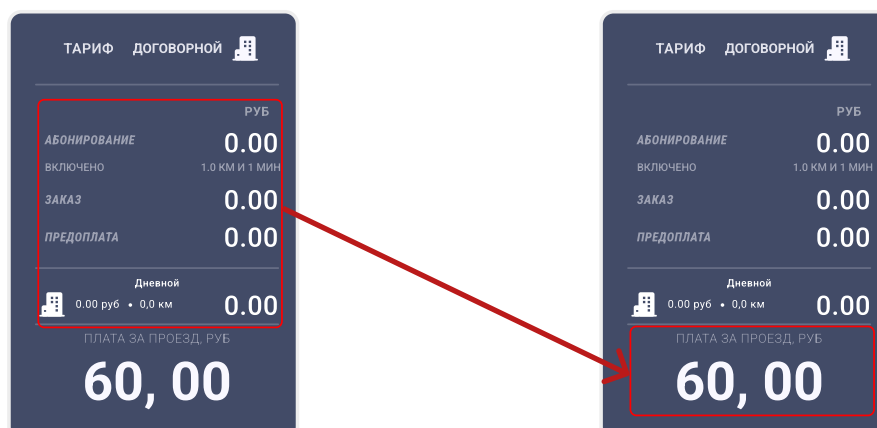 ТАРИФ ДОГОВОРНОЙ
РУБ
АБОНИРОВАНИЕ 0.00
ВКЛЮЧЕНО 1.0 КМ И 1 МИН
ЗАКАЗ 0.00
ПРЕДОПЛАТА 0.00
Дневной
0.00 руб • 0,0 км 0.00
ПЛАТА ЗА ПРОЕЗД, РУБ
60, 00
ТАРИФ ДОГОВОРНОЙ
РУБ
АБОНИРОВАНИЕ 0.00
ВКЛЮЧЕНО 1.0 КМ И 1 МИН
ЗАКАЗ 0.00
ПРЕДОПЛАТА 0.00
Дневной
0.00 руб • 0,0 км 0.00
ПЛАТА ЗА ПРОЕЗД, РУБ
60, 00